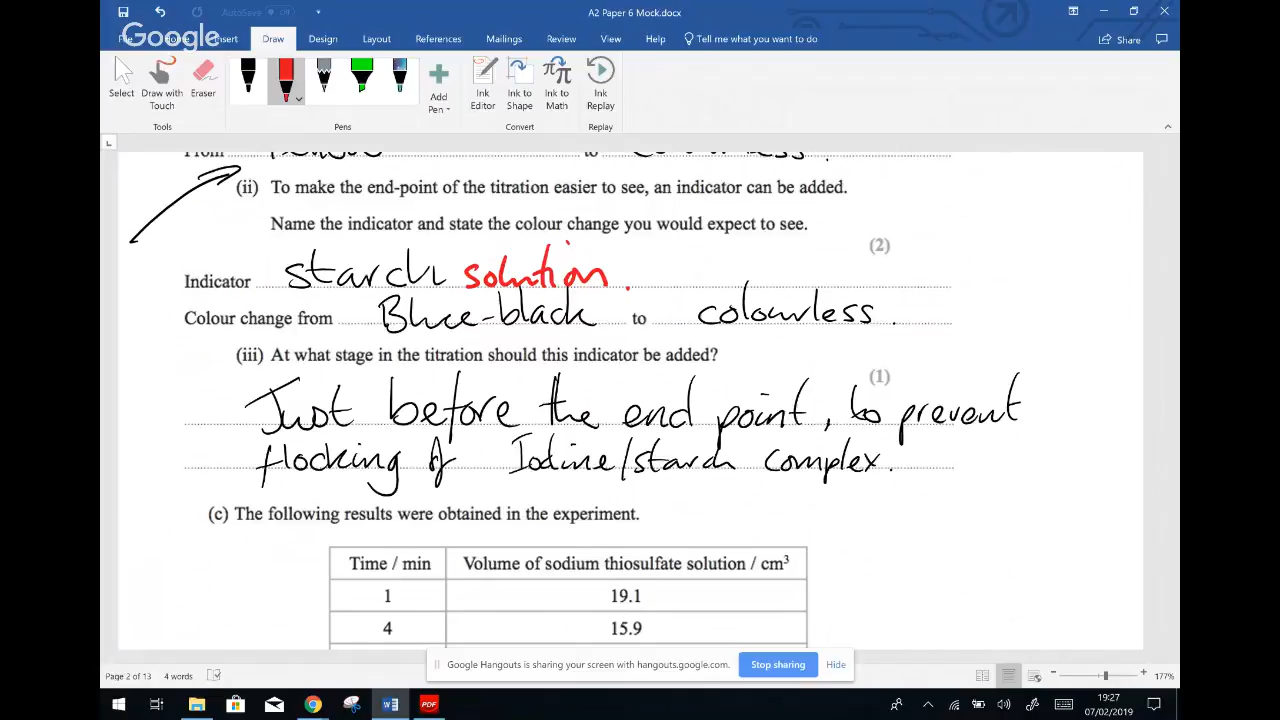 AutoSave Off
A2 Paper 6 Mock.docx
Google
Insert Draw Design Layout References Mailings Review View Help Tell me what you want to do Share
Select Draw with Touch Eraser Add Pen Ink Editor Ink to Shape Ink to Math Ink Replay
Tools Pens Convert Replay
From to colourless.
(ii) To make the end-point of the titration easier to see, an indicator can be added.
Name the indicator and state the colour change you would expect to see.
(2)
Indicator starch solution.
Colour change from Blue-black to colourless.
(iii) At what stage in the titration should this indicator be added?
(1)
Just before the end point, to prevent
flocking of Iodine/starch complex.
(c) The following results were obtained in the experiment.
Time / min Volume of sodium thiosulfate solution / cm³
1 19.1
4 15.9
Google Hangouts is sharing your screen with hangouts.google.com. Stop sharing Hide
Page 2 of 13 4 words 177%
PDF
19:27
07/02/2019